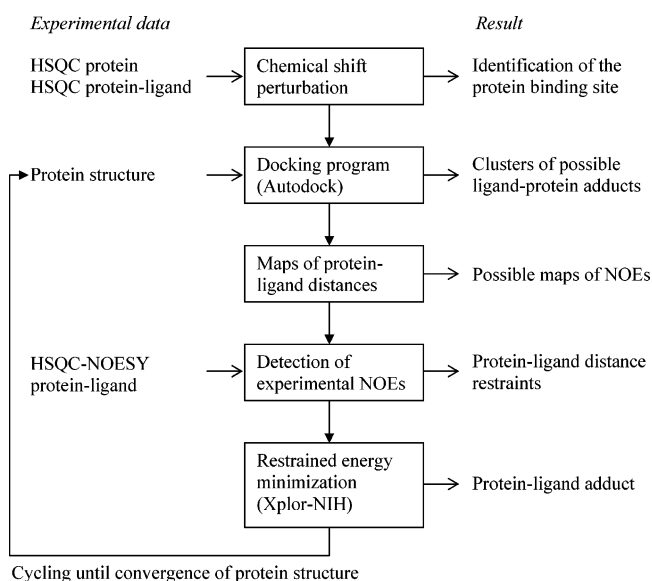 Experimental data
Result
HSQC protein
HSQC protein-ligand
Chemical shift
perturbation
Identification of the
protein binding site
Protein structure
Docking program
(Autodock)
Clusters of possible
ligand-protein adducts
Maps of protein-
ligand distances
Possible maps of NOEs
HSQC-NOESY
protein-ligand
Detection of
experimental NOEs
Protein-ligand distance
restraints
Restrained energy
minimization
(Xplor-NIH)
Protein-ligand adduct
Cycling until convergence of protein structure